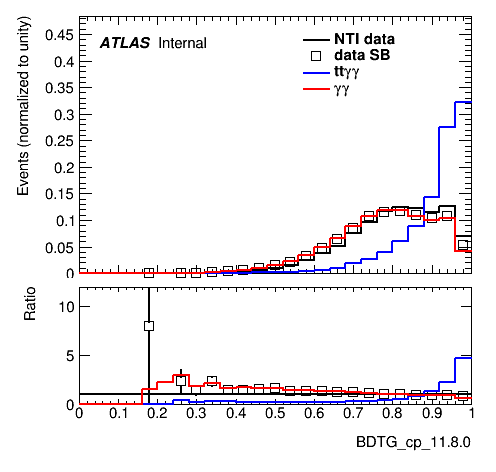 Events (normalized to unity)
0.45
0.4
0.35
0.3
0.25
0.2
0.15
0.1
0.05
0
ATLAS Internal
NTI data
data SB
ttγγ
γγ
Ratio
10
5
0
0 0.1 0.2 0.3 0.4 0.5 0.6 0.7 0.8 0.9 1
BDTG_cp_11.8.0